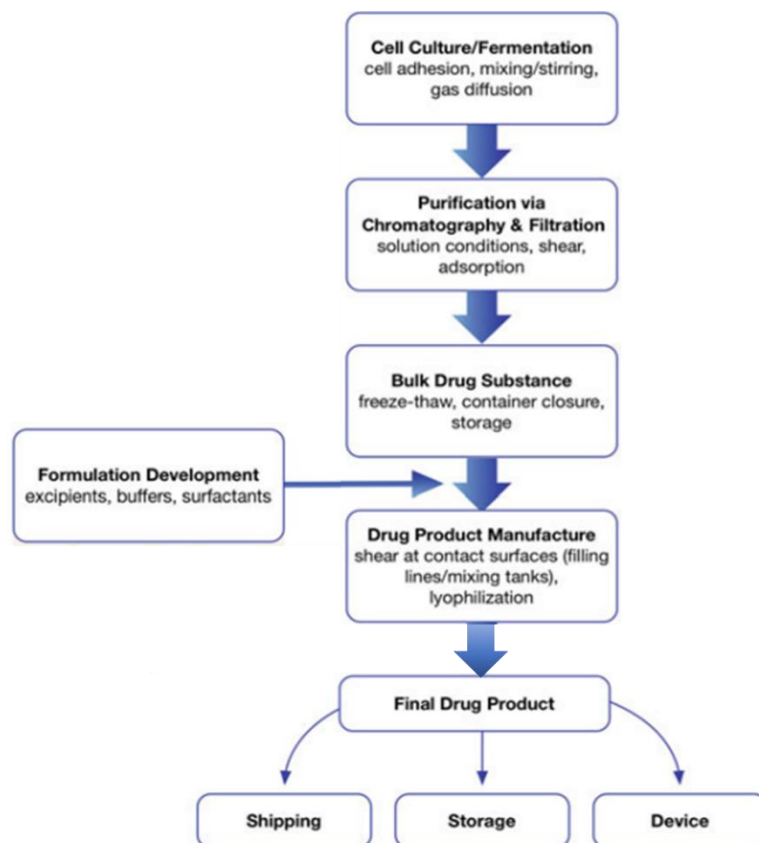 Cell Culture/Fermentation
cell adhesion, mixing/stirring,
gas diffusion
Purification via
Chromatography & Filtration
solution conditions, shear,
adsorption
Bulk Drug Substance
freeze-thaw, container closure,
storage
Formulation Development
excipients, buffers, surfactants
Drug Product Manufacture
shear at contact surfaces (filling
lines/mixing tanks),
lyophilization
Final Drug Product
Shipping
Storage
Device